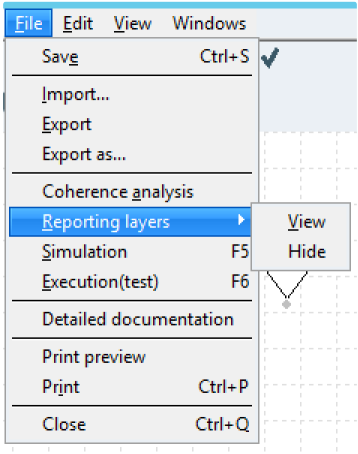 File Edit View Windows
Save Ctrl+S
Import...
Export
Export as...
Coherence analysis
Reporting layers
View
Simulation F5
Hide
Execution(test) F6
Detailed documentation
Print preview
Print Ctrl+P
Close Ctrl+Q